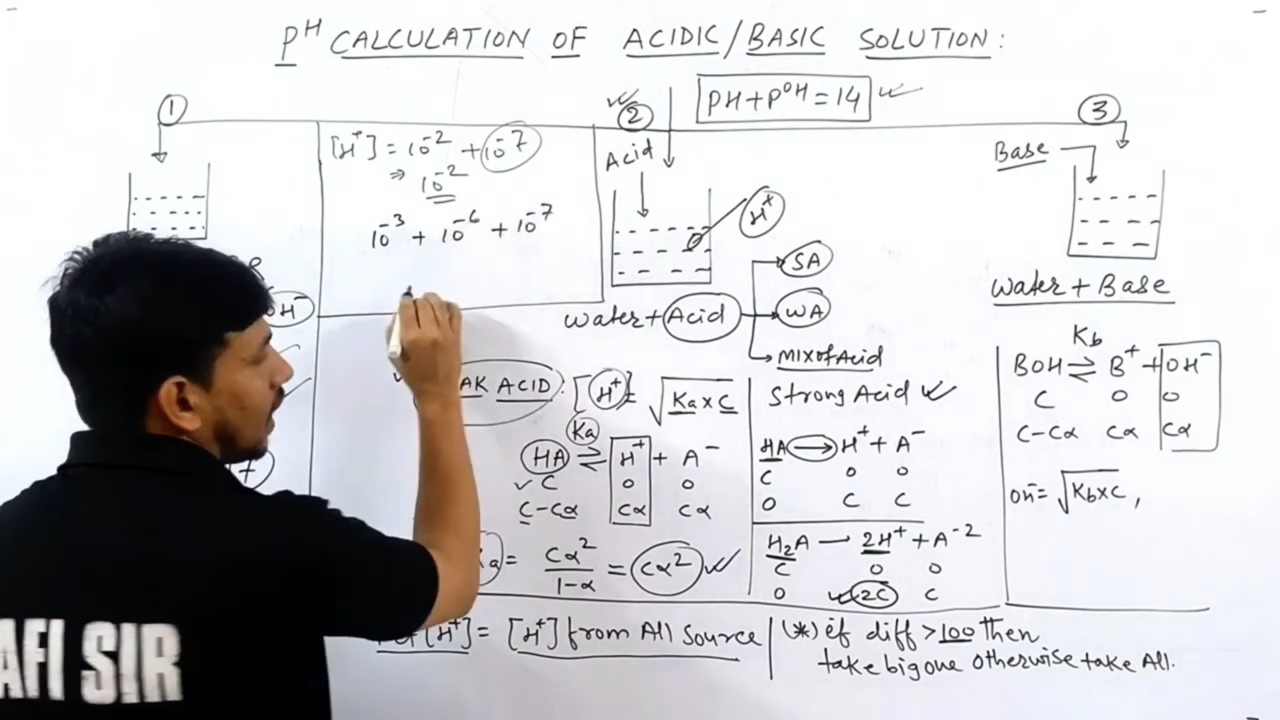 PH CALCULATION OF ACIDIC/BASIC SOLUTION:
PH+POH=14
1
2
3
[H+] = 10^-2 + 10^-7
⇒ 10^-2
10^-3 + 10^-6 + 10^-7
Acid
H+
SA
WA
MIX of Acid
water+Acid
Base
water+Base
OH-
AK ACID: [H+] = √Ka×C
Ka
HA ⇌ H+ + A-
✓C 0 0
C-Cα Cα Cα
a = Cα²/1-α = Cα² ✓
Strong Acid ✓
HA → H+ + A-
C 0 0
0 C C
H2A → 2H+ + A-2
C 0 0
0 2C C
Kb
BOH ⇌ B+ + OH-
C 0 0
C-Cα Cα Cα
OH- = √Kb×C,
[H+] = [H+] from All Source
(*) if diff >100 Then
take big one otherwise take All.
AFI SIR